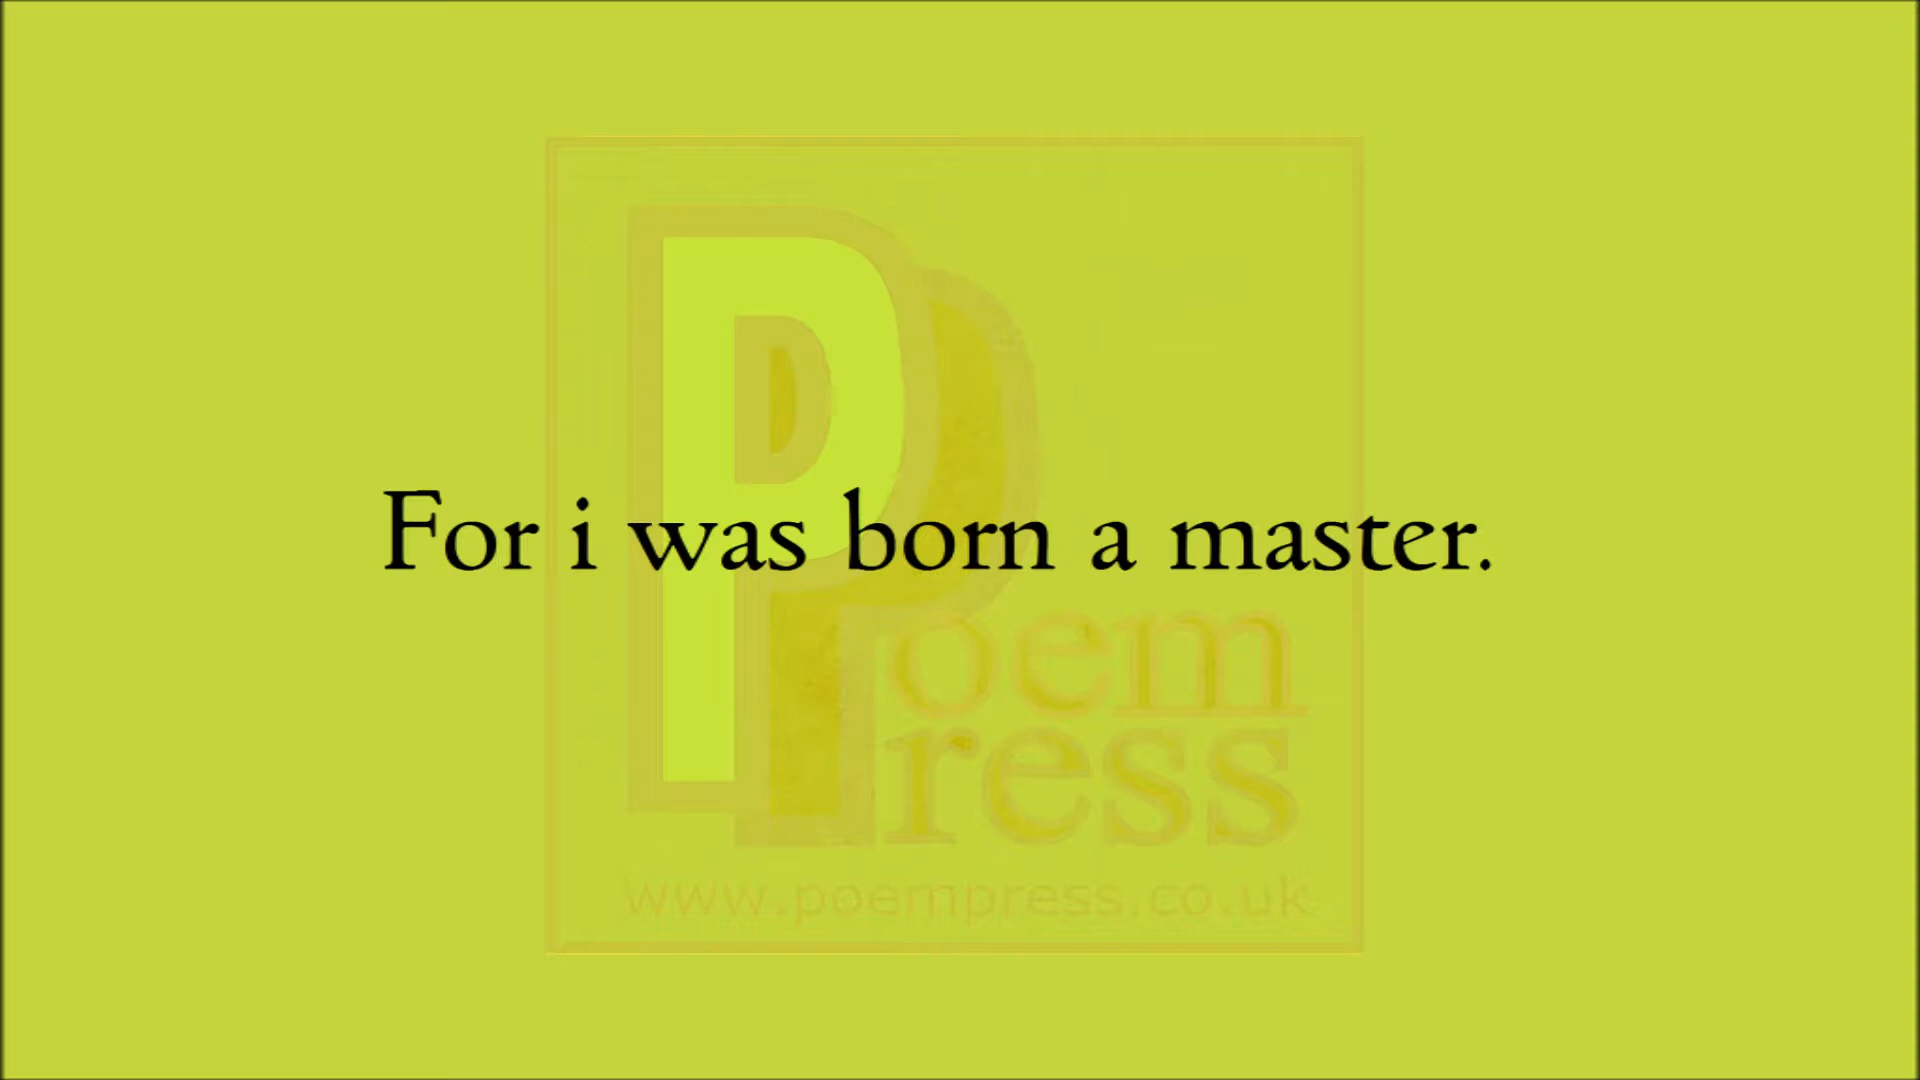 For i was born a master.
P
Poem
Press
www.poempress.co.uk